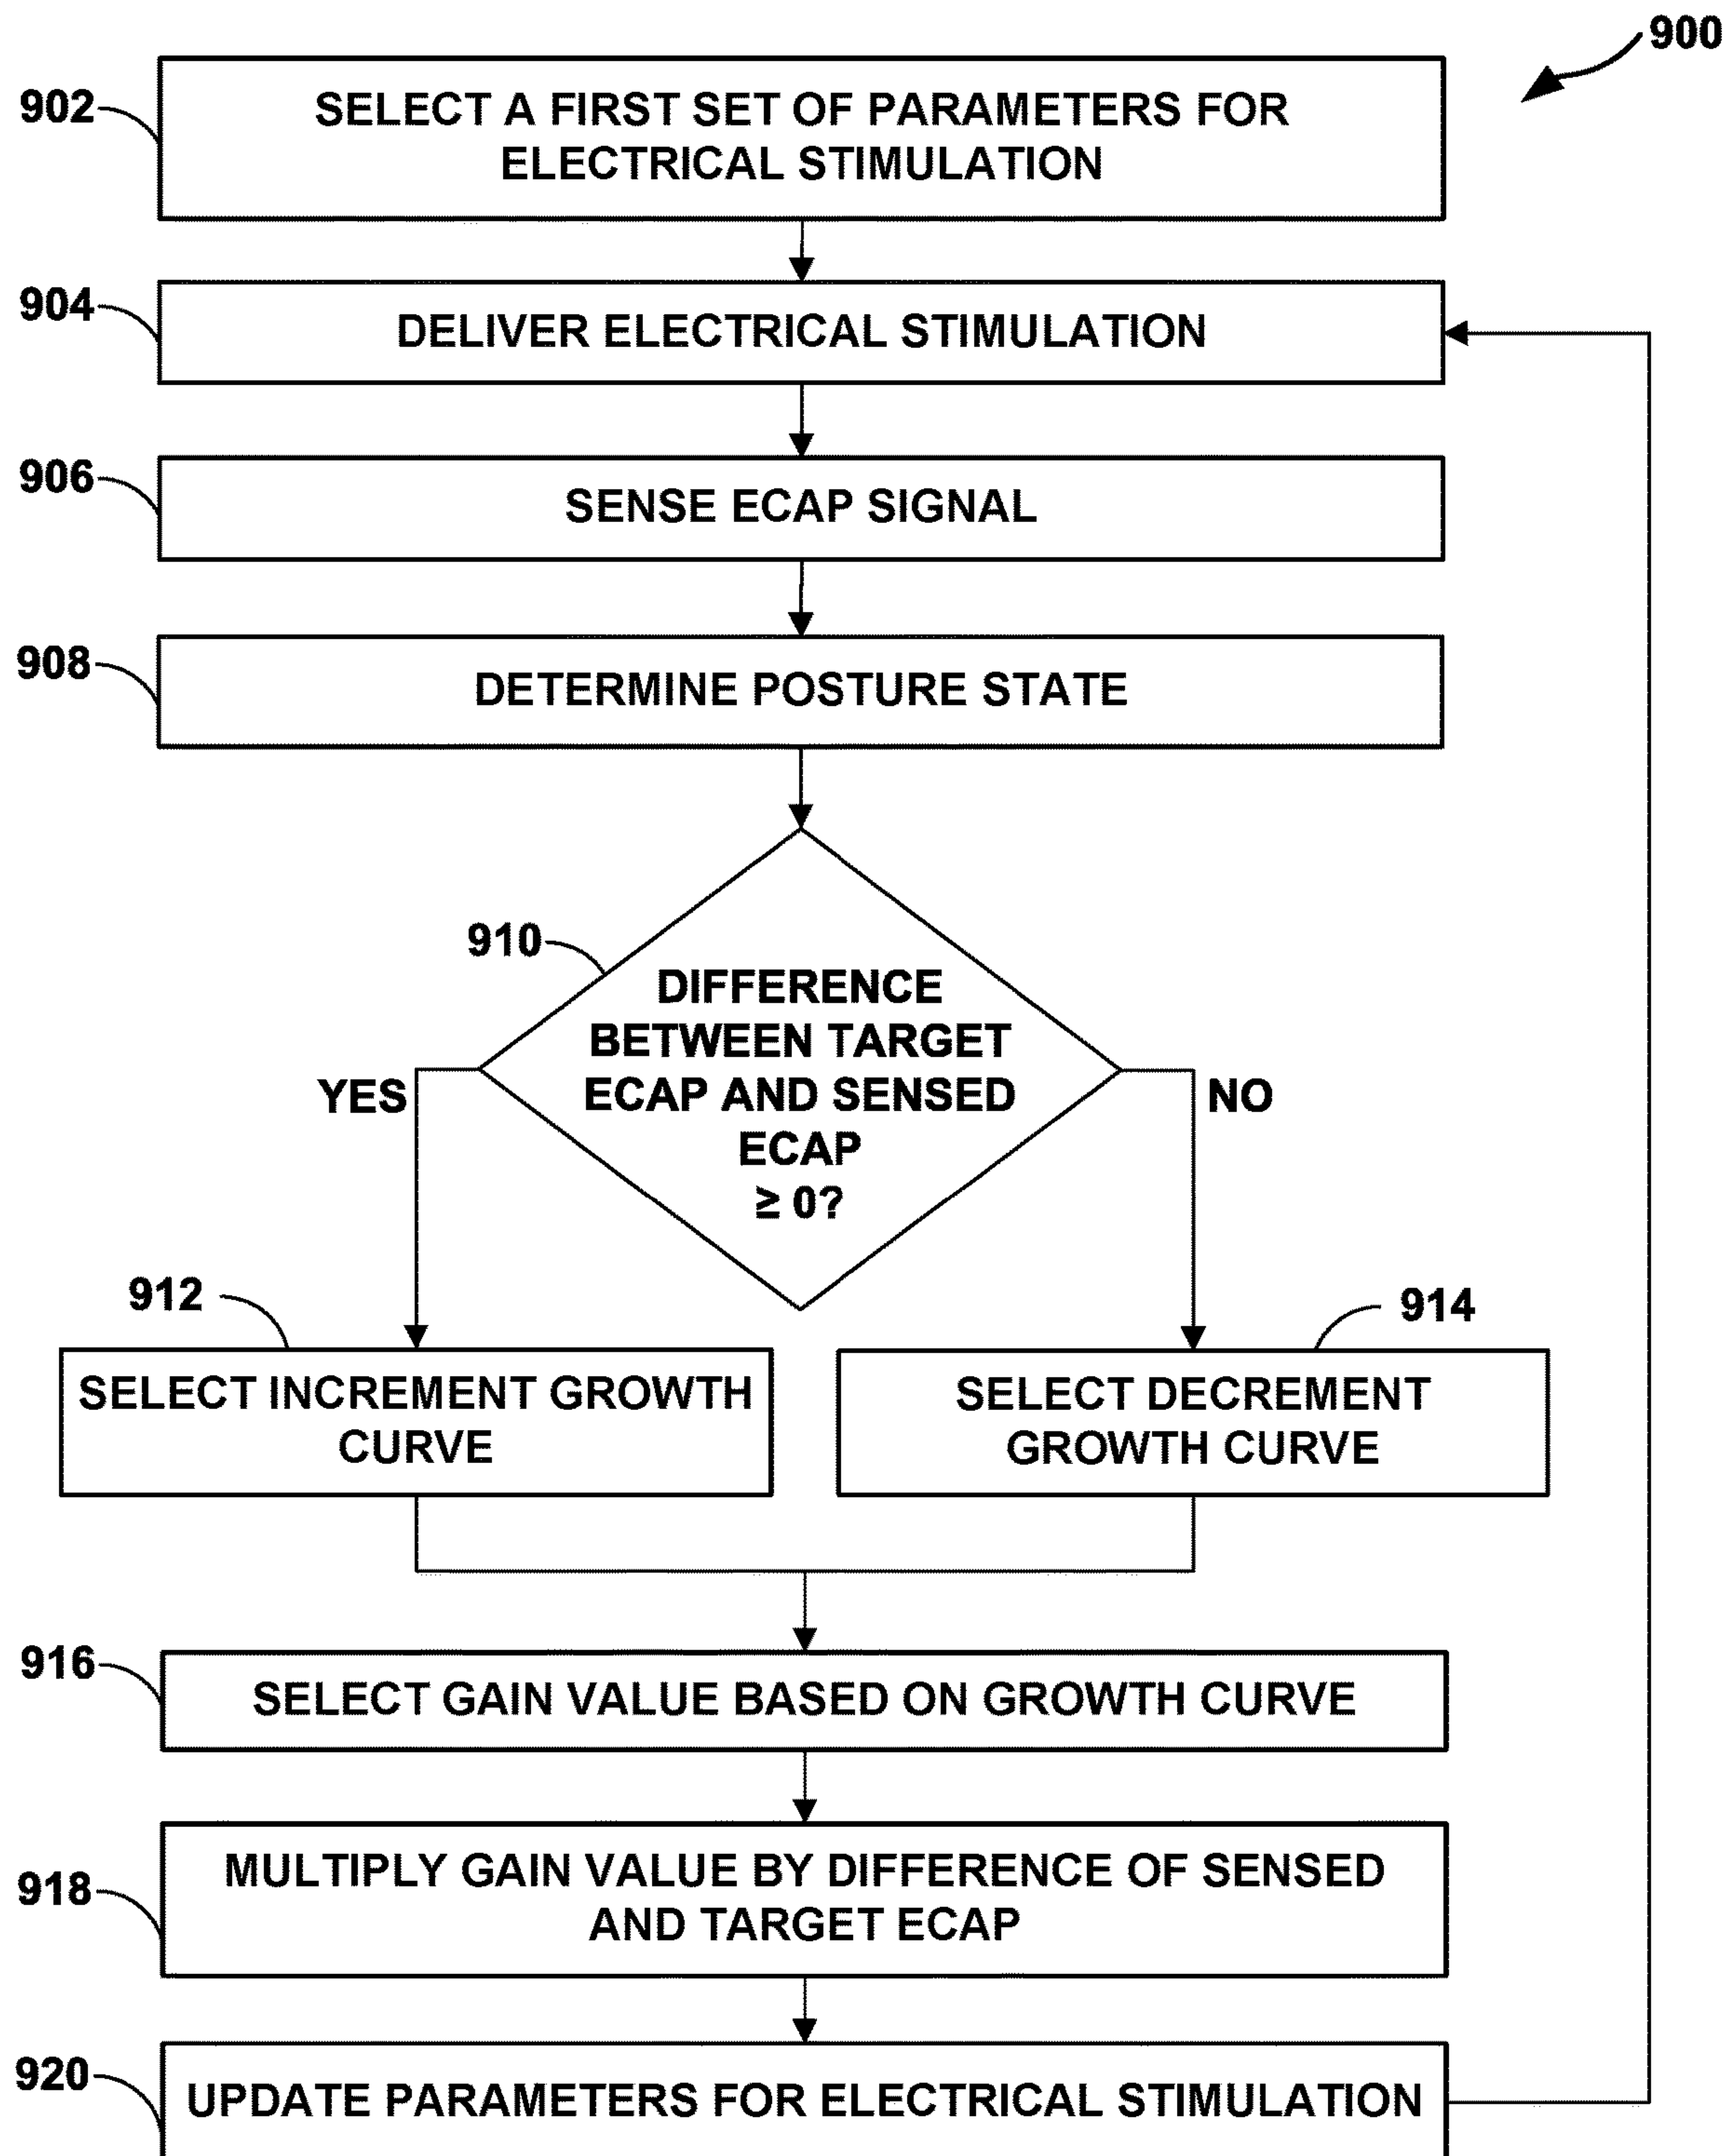 900
902
SELECT A FIRST SET OF PARAMETERS FOR
ELECTRICAL STIMULATION
904
DELIVER ELECTRICAL STIMULATION
906
SENSE ECAP SIGNAL
908
DETERMINE POSTURE STATE
910
DIFFERENCE
BETWEEN TARGET
ECAP AND SENSED
ECAP
≥ 0?
YES
NO
912
SELECT INCREMENT GROWTH
CURVE
914
SELECT DECREMENT
GROWTH CURVE
916
SELECT GAIN VALUE BASED ON GROWTH CURVE
918
MULTIPLY GAIN VALUE BY DIFFERENCE OF SENSED
AND TARGET ECAP
920
UPDATE PARAMETERS FOR ELECTRICAL STIMULATION